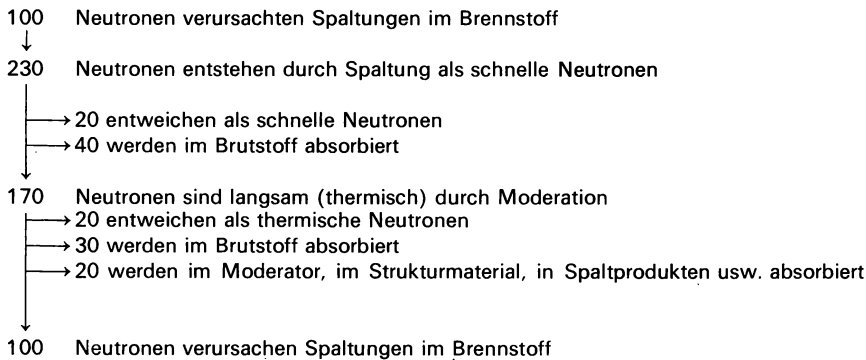 100 Neutronen verursachten Spaltungen im Brennstoff
230 Neutronen entstehen durch Spaltung als schnelle Neutronen
20 entweichen als schnelle Neutronen
40 werden im Brutstoff absorbiert
170 Neutronen sind langsam (thermisch) durch Moderation
20 entweichen als thermische Neutronen
30 werden im Brutstoff absorbiert
20 werden im Moderator, im Strukturmaterial, in Spaltprodukten usw. absorbiert
100 Neutronen verursachen Spaltungen im Brennstoff